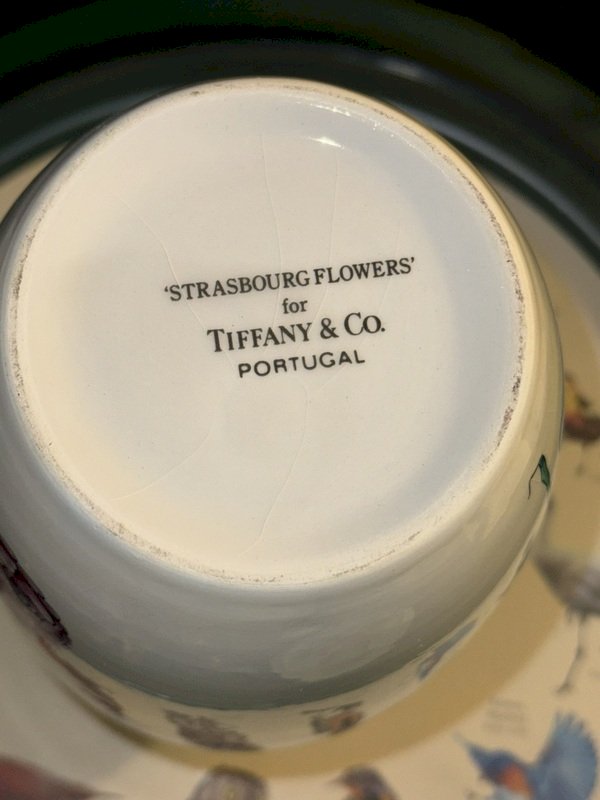 ‘STRASBOURG FLOWERS’
for
TIFFANY & CO.
PORTUGAL